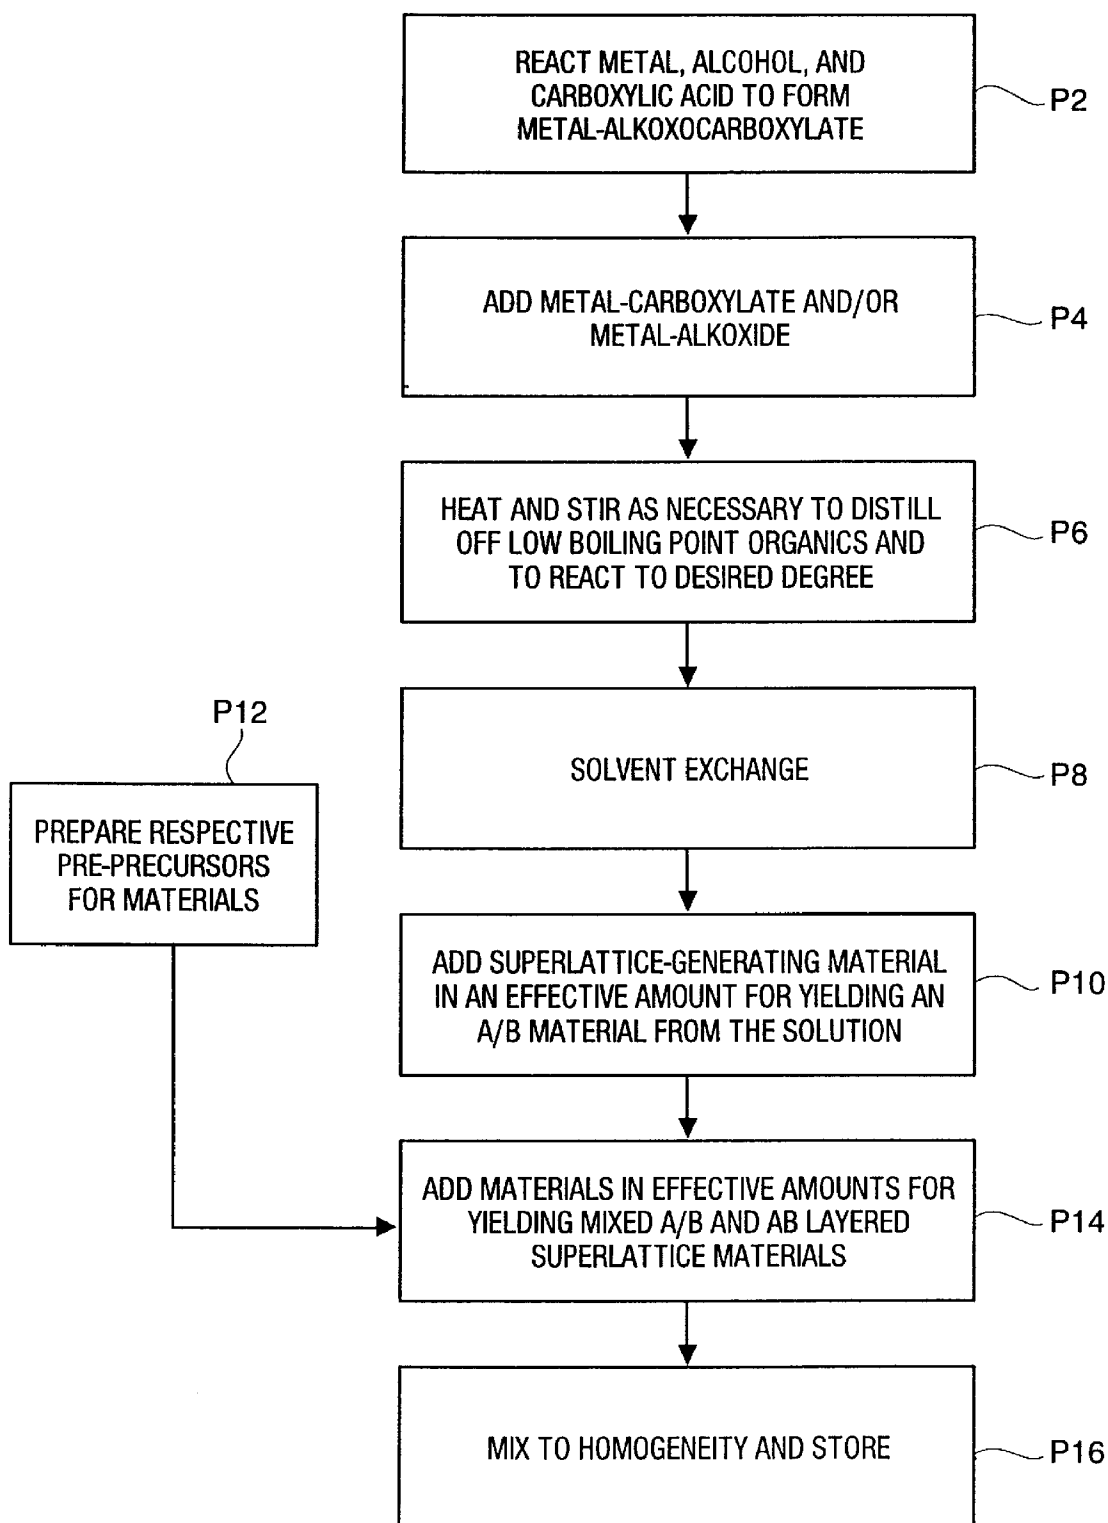 REACT METAL, ALCOHOL, AND
CARBOXYLIC ACID TO FORM
METAL-ALKOXOCARBOXYLATE
P2
ADD METAL-CARBOXYLATE AND/OR
METAL-ALKOXIDE
P4
HEAT AND STIR AS NECESSARY TO DISTILL
OFF LOW BOILING POINT ORGANICS AND
TO REACT TO DESIRED DEGREE
P6
SOLVENT EXCHANGE
P8
P12
PREPARE RESPECTIVE
PRE-PRECURSORS
FOR MATERIALS
ADD SUPERLATTICE-GENERATING MATERIAL
IN AN EFFECTIVE AMOUNT FOR YIELDING AN
A/B MATERIAL FROM THE SOLUTION
P10
ADD MATERIALS IN EFFECTIVE AMOUNTS FOR
YIELDING MIXED A/B AND AB LAYERED
SUPERLATTICE MATERIALS
P14
MIX TO HOMOGENEITY AND STORE
P16